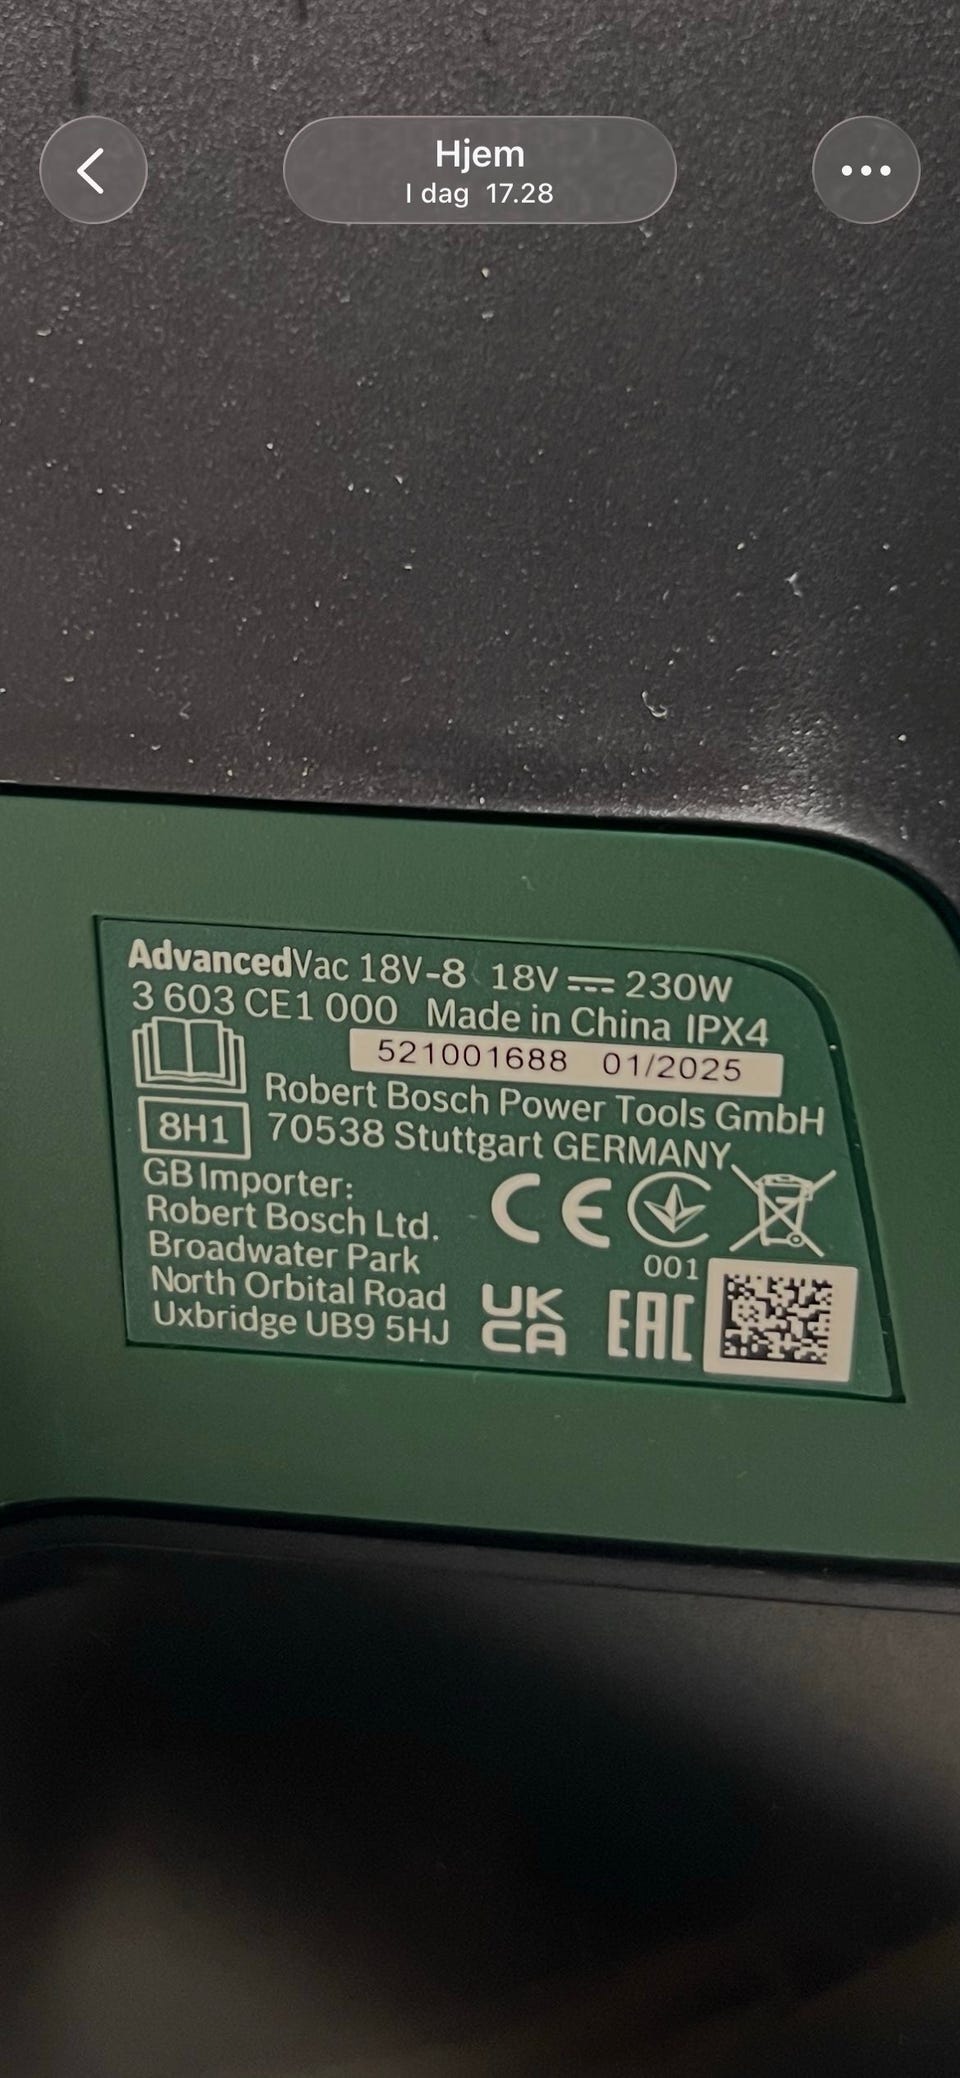 Hjem
I dag 17.28
AdvancedVac 18V-8 18V 230W
3 603 CE1 000 Made in China IPX4
521001688 01/2025
Robert Bosch Power Tools GmbH
8H1 70538 Stuttgart GERMANY
GB Importer:
Robert Bosch Ltd.
Broadwater Park
North Orbital Road
Uxbridge UB9 5HJ
CE
001
UK
CA
EAC